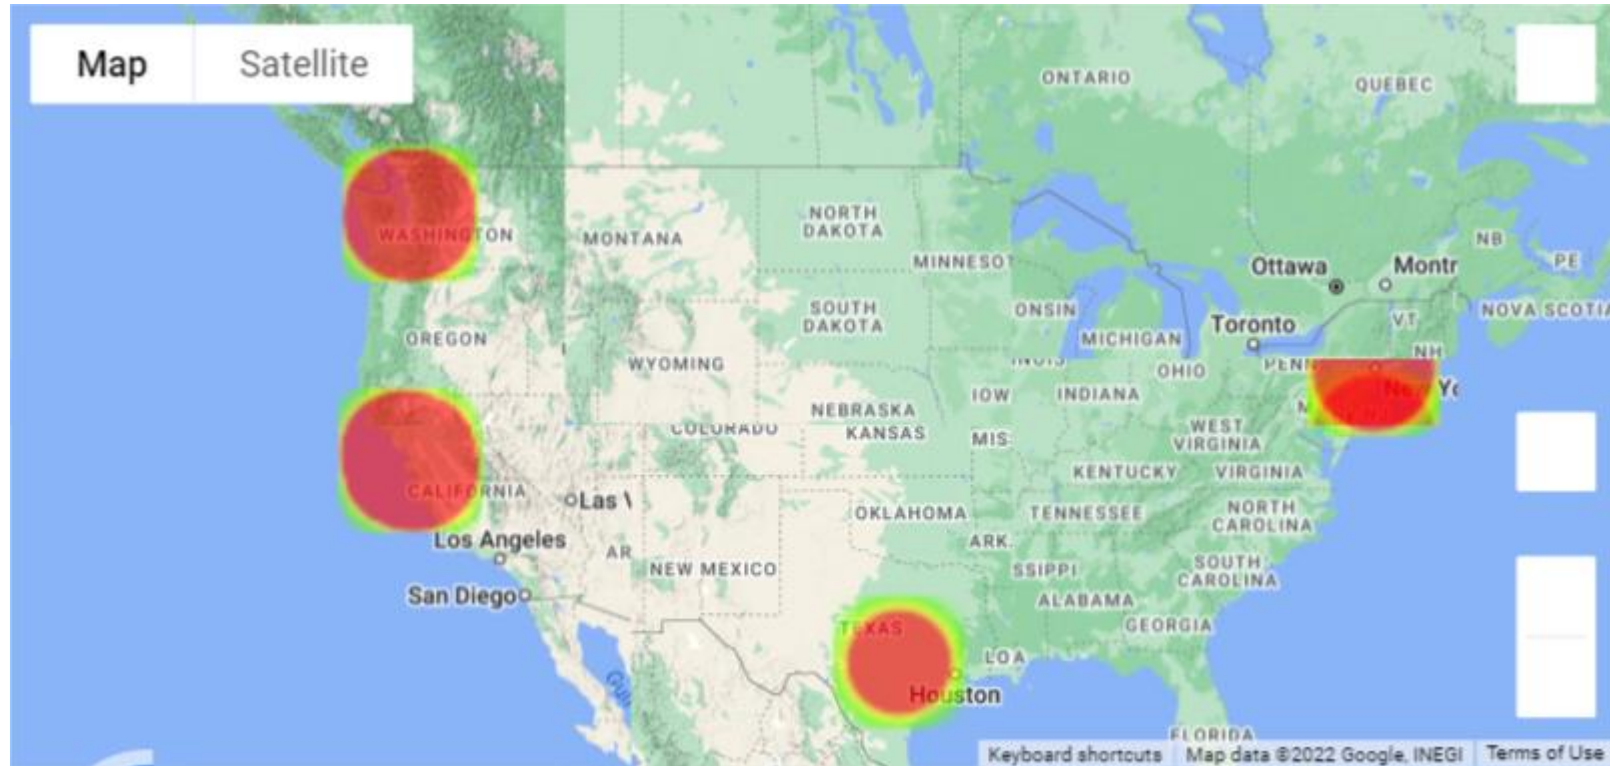 Map
Satellite
ONTARIO
QUEBEC
WASHINGTON
MONTANA
NORTH
DAKOTA
MINNESOT
NB
PE
Ottawa
Montr
SOUTH
DAKOTA
ONSIN
MICHIGAN
Toronto
VT
NOVA SCOTIA
OREGON
WYOMING
NH
PENN
OHIO
IOW
INDIANA
NEBRASKA
COLORADO
KANSAS
MIS
WEST
VIRGINIA
KENTUCKY
VIRGINIA
CALIFORNIA
Las V
OKLAHOMA
TENNESSEE
NORTH
CAROLINA
Los Angeles
AR
NEW MEXICO
ARK.
SSIPPI
SOUTH
CAROLINA
San Diego
ALABAMA
GEORGIA
TEXAS
LOA
Houston
FLORIDA
Keyboard shortcuts
Map data ©2022 Google, INEGI
Terms of Use